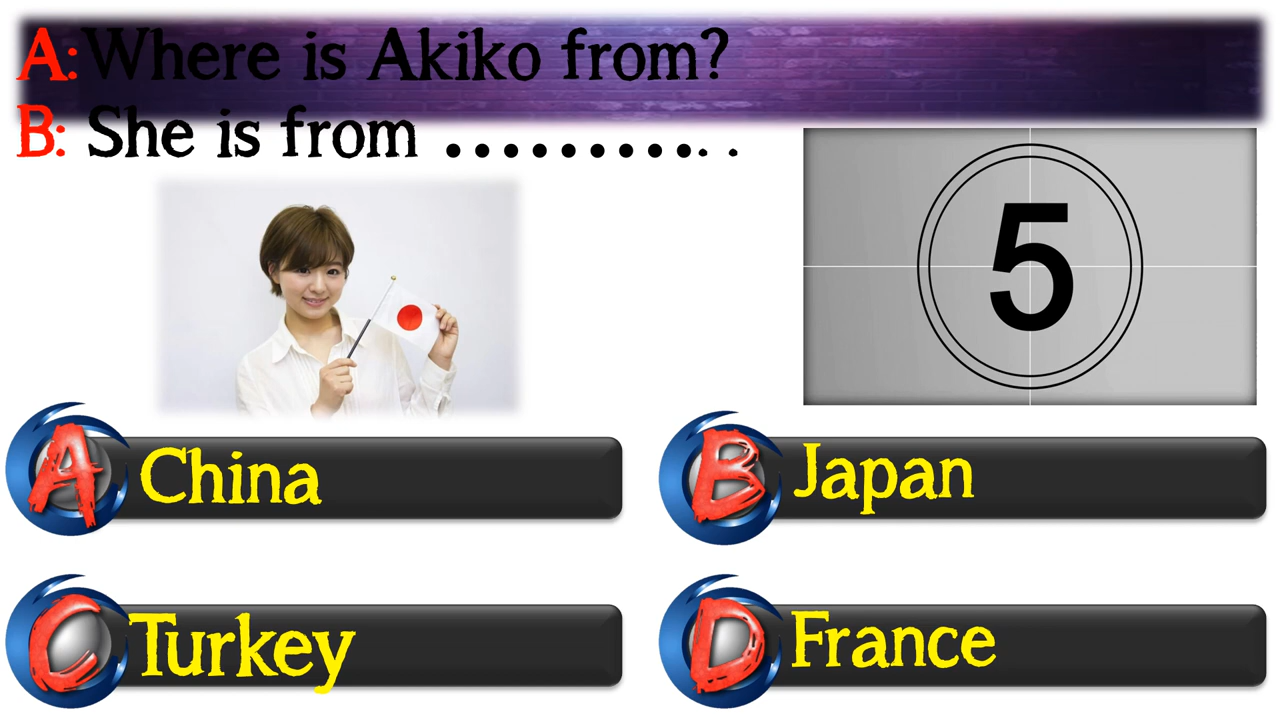 A: Where is Akiko from?
B: She is from ...........
5
A China
B Japan
C Turkey
D France